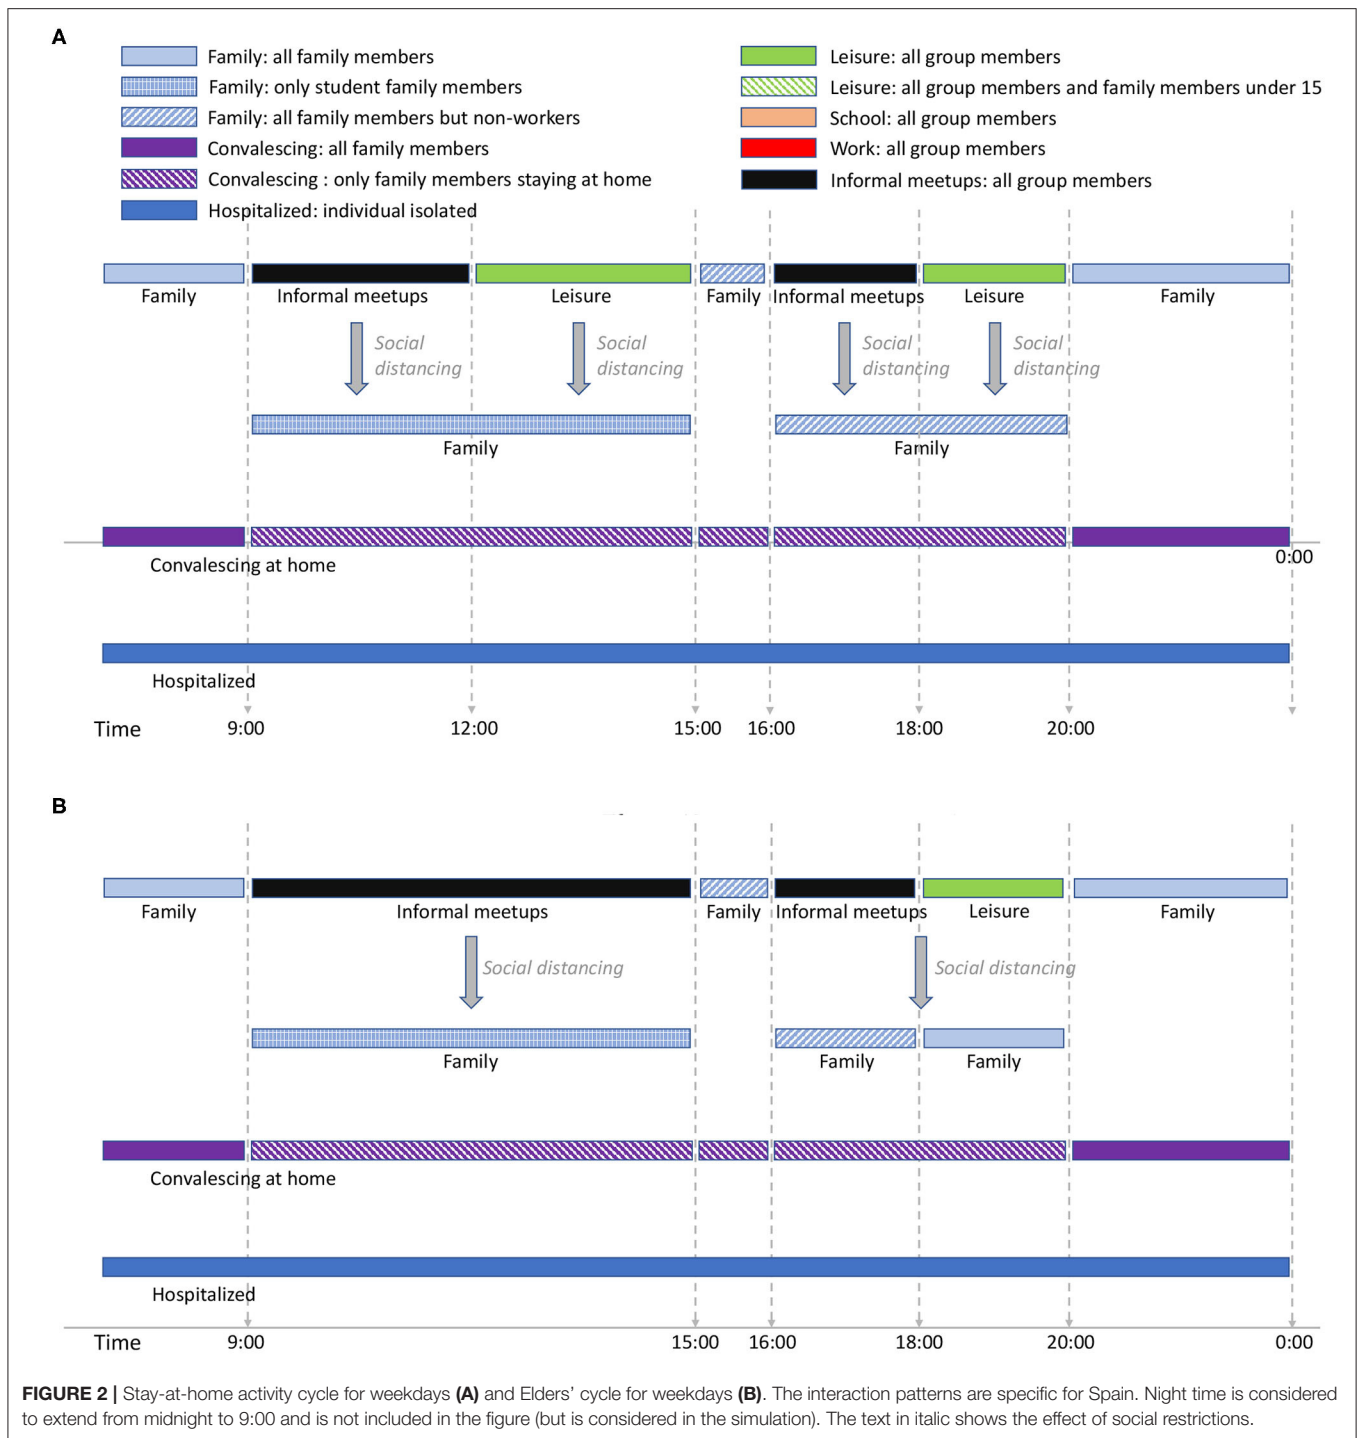 A
Family: all family members
Family: only student family members
Family: all family members but non-workers
Convalescing: all family members
Convalescing : only family members staying at home
Hospitalized: individual isolated
Leisure: all group members
Leisure: all group members and family members under 15
School: all group members
Work: all group members
Informal meetups: all group members
Family Informal meetups Leisure Family Informal meetups Leisure Family
Social distancing Social distancing Social distancing Social distancing
Family Family
0:00
Convalescing at home
Hospitalized
Time 9:00 12:00 15:00 16:00 18:00 20:00
B
Family Informal meetups Family Informal meetups Leisure Family
Social distancing Social distancing
Family Family Family
Convalescing at home
Hospitalized
Time 9:00 15:00 16:00 18:00 20:00 0:00
FIGURE 2 | Stay-at-home activity cycle for weekdays (A) and Elders’ cycle for weekdays (B). The interaction patterns are specific for Spain. Night time is considered
to extend from midnight to 9:00 and is not included in the figure (but is considered in the simulation). The text in italic shows the effect of social restrictions.